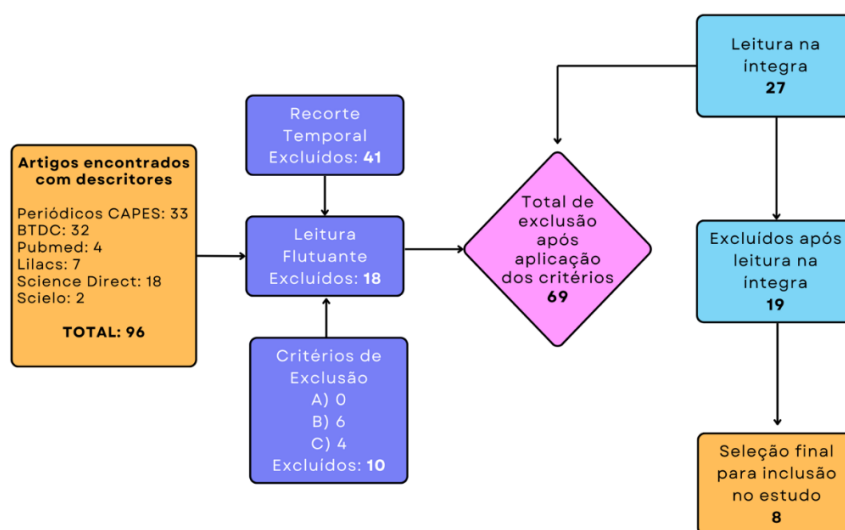 Artigos encontrados
com descritores
Periódicos CAPES: 33
BTDC: 32
Pubmed: 4
Lilacs: 7
Science Direct: 18
Scielo: 2
TOTAL: 96
Recorte
Temporal
Excluídos: 41
Leitura
Flutuante
Excluídos: 18
Critérios de
Exclusão
A) 0
B) 6
C) 4
Excluídos: 10
Total de
exclusão
após
aplicação
dos critérios
69
Leitura na
íntegra
27
Excluídos após
leitura na
íntegra
19
Seleção final
para inclusão
no estudo
8